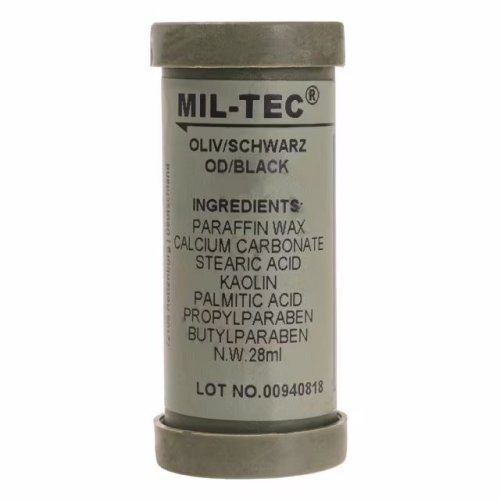 MIL-TEC®
OLIV/SCHWARZ
OD/BLACK
INGREDIENTS:
PARAFFIN WAX
CALCIUM CARBONATE
STEARIC ACID
KAOLIN
PALMITIC ACID
PROPYLPARABEN
BUTYLPARABEN
N.W.28ml
LOT NO.00940818
Deutschland